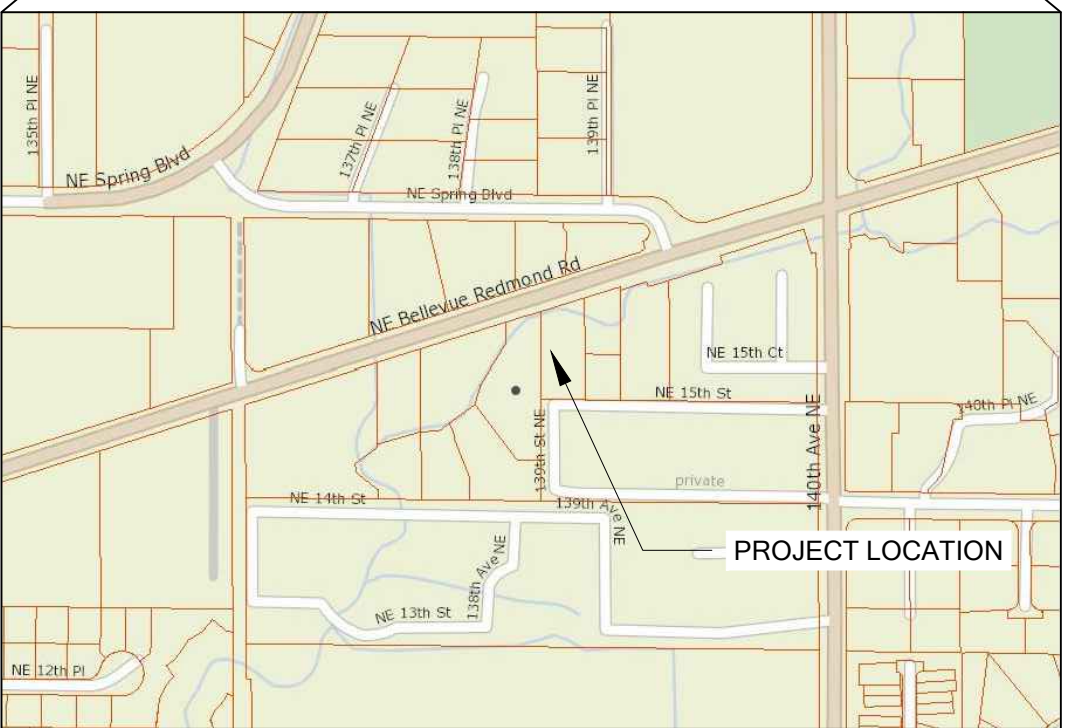 135th Pl NE
137th Pl NE
138th Pl NE
139th Pl NE
NE Spring Blvd
NE Spring Blvd
NE Bellevue Redmond Rd
NE 15th Ct
NE 15th St
140th Pl NE
139th St NE
140th Ave NE
private
NE 14th St
139th Ave NE
138th Ave NE
PROJECT LOCATION
NE 13th St
NE 12th Pl